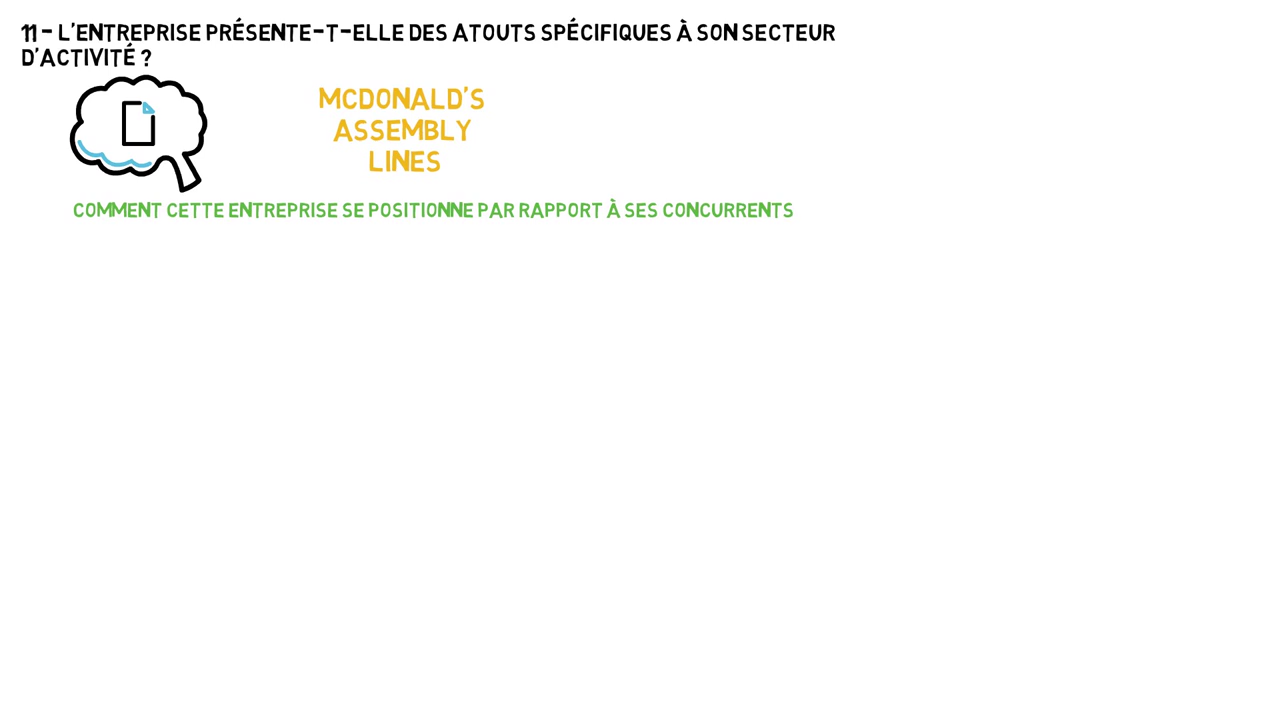 11 - L'ENTREPRISE PRÉSENTE-T-ELLE DES ATOUTS SPÉCIFIQUES À SON SECTEUR
D'ACTIVITÉ ?
MCDONALD'S
ASSEMBLY
LINES
COMMENT CETTE ENTREPRISE SE POSITIONNE PAR RAPPORT À SES CONCURRENTS